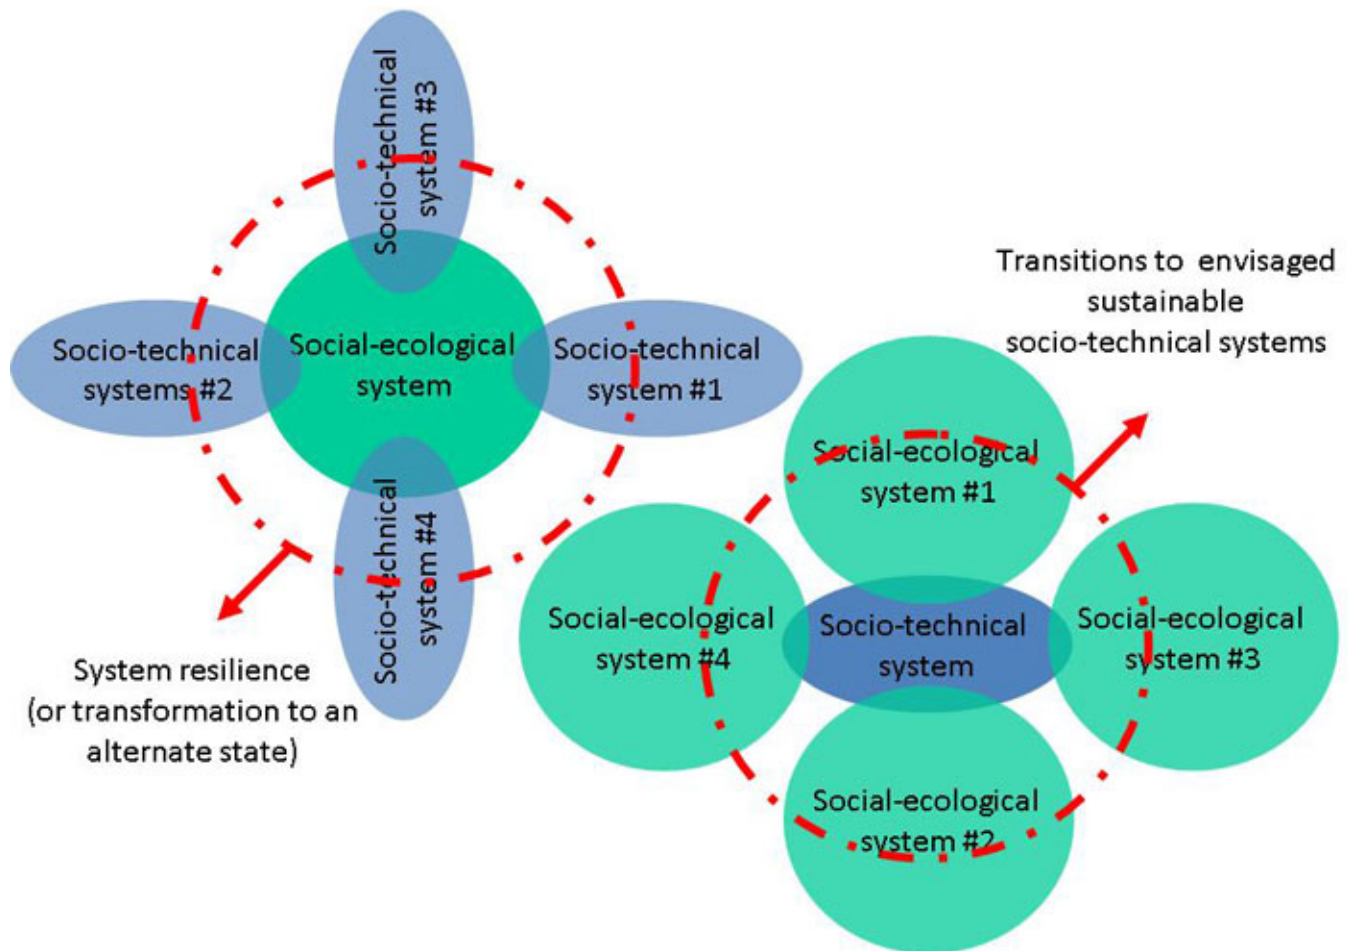 Socio-technical
system #3
Socio-technical
systems #2
Social-ecological
system
Socio-technical
system #1
Socio-technical
system #4
System resilience
(or transformation to an
alternate state)
Transitions to envisaged
sustainable
socio-technical systems
Social-ecological
system #1
Social-ecological
system #4
Socio-technical
system
Social-ecological
system #3
Social-ecological
system #2